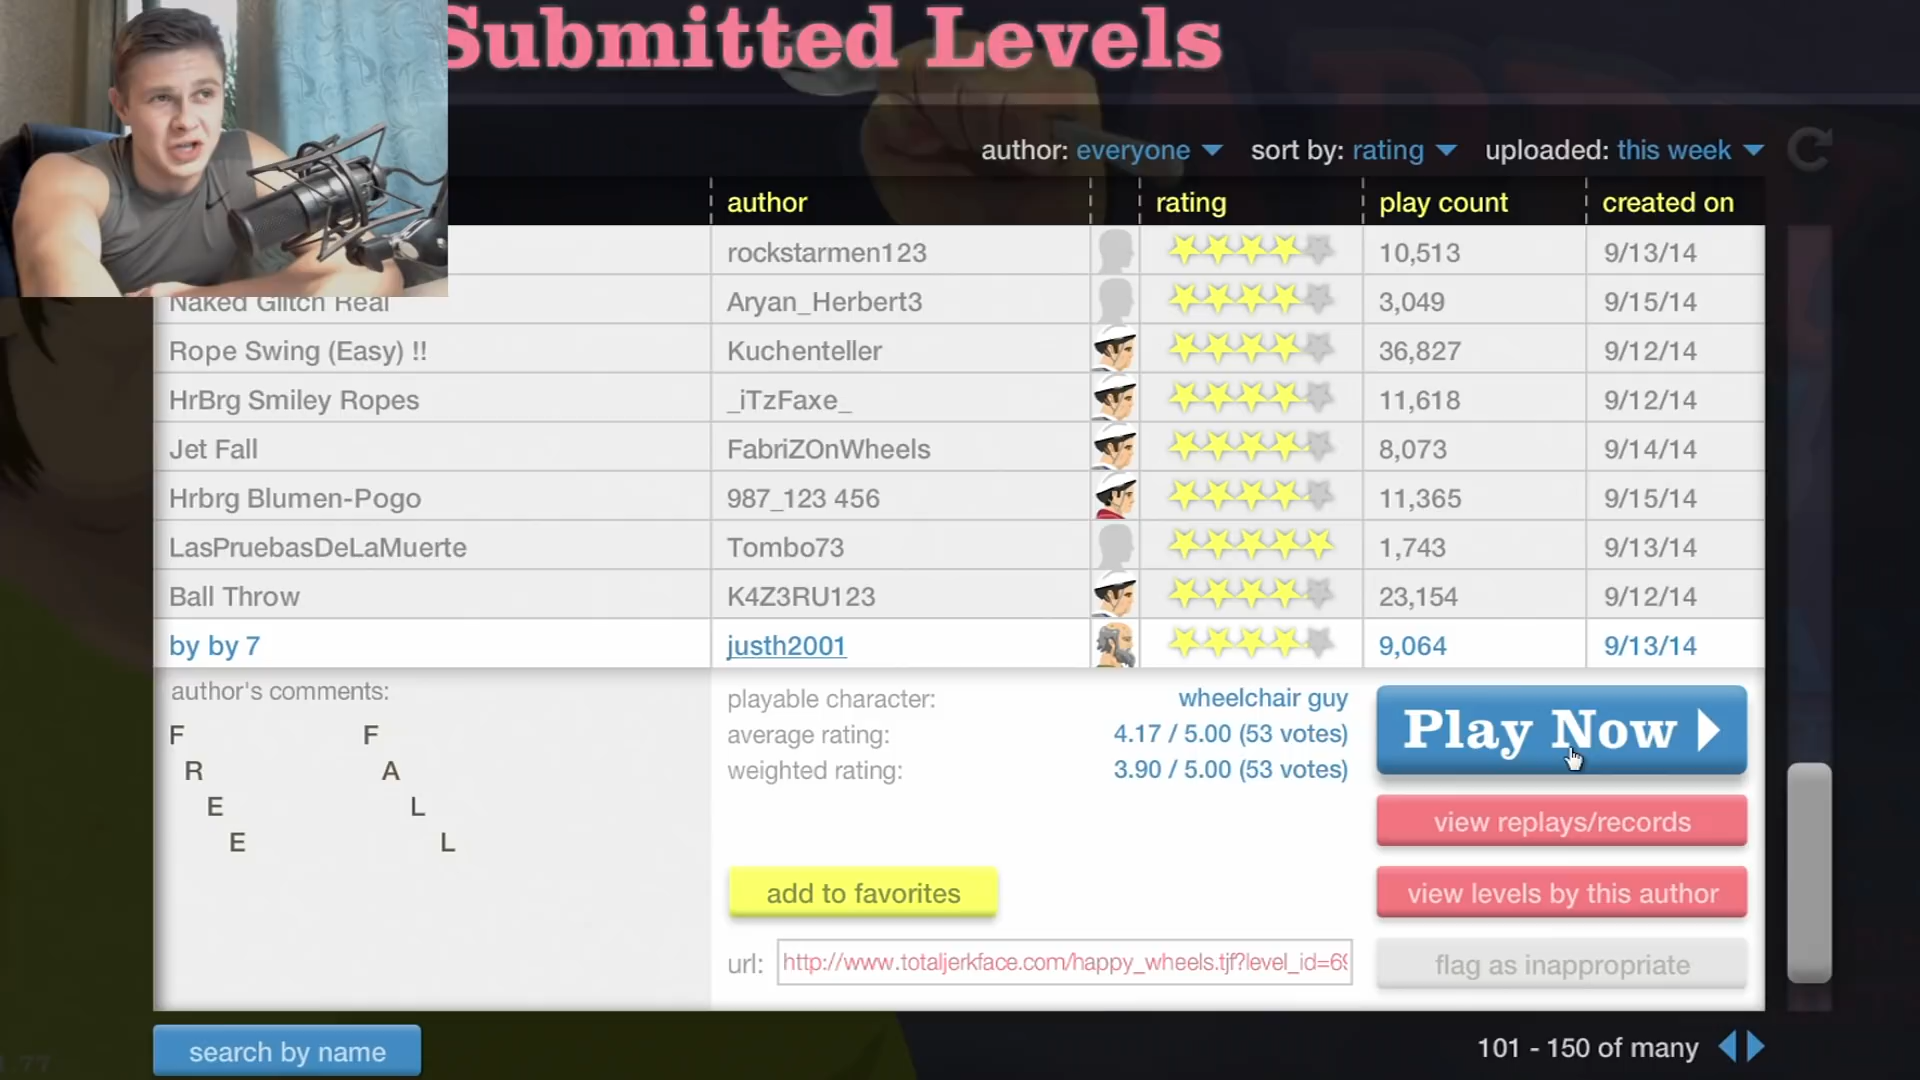 Submitted Levels
author: everyone sort by: rating uploaded: this week
author rating play count created on
rockstarmen123 10,513 9/13/14
Naked Glitch Real Aryan_Herbert3 3,049 9/15/14
Rope Swing (Easy) !! Kuchenteller 36,827 9/12/14
HrBrg Smiley Ropes _iTzFaxe_ 11,618 9/12/14
Jet Fall FabriZOnWheels 8,073 9/14/14
Hrbrg Blumen-Pogo 987_123 456 11,365 9/15/14
LasPruebasDeLaMuerte Tombo73 1,743 9/13/14
Ball Throw K4Z3RU123 23,154 9/12/14
by by 7 justh2001 9,064 9/13/14
author's comments:
F F
R A
E L
E L
playable character: wheelchair guy
average rating: 4.17 / 5.00 (53 votes)
weighted rating: 3.90 / 5.00 (53 votes)
add to favorites
url: http://www.totaljerkface.com/happy_wheels.tjf?level_id=69
Play Now
view replays/records
view levels by this author
flag as inappropriate
search by name
101 - 150 of many